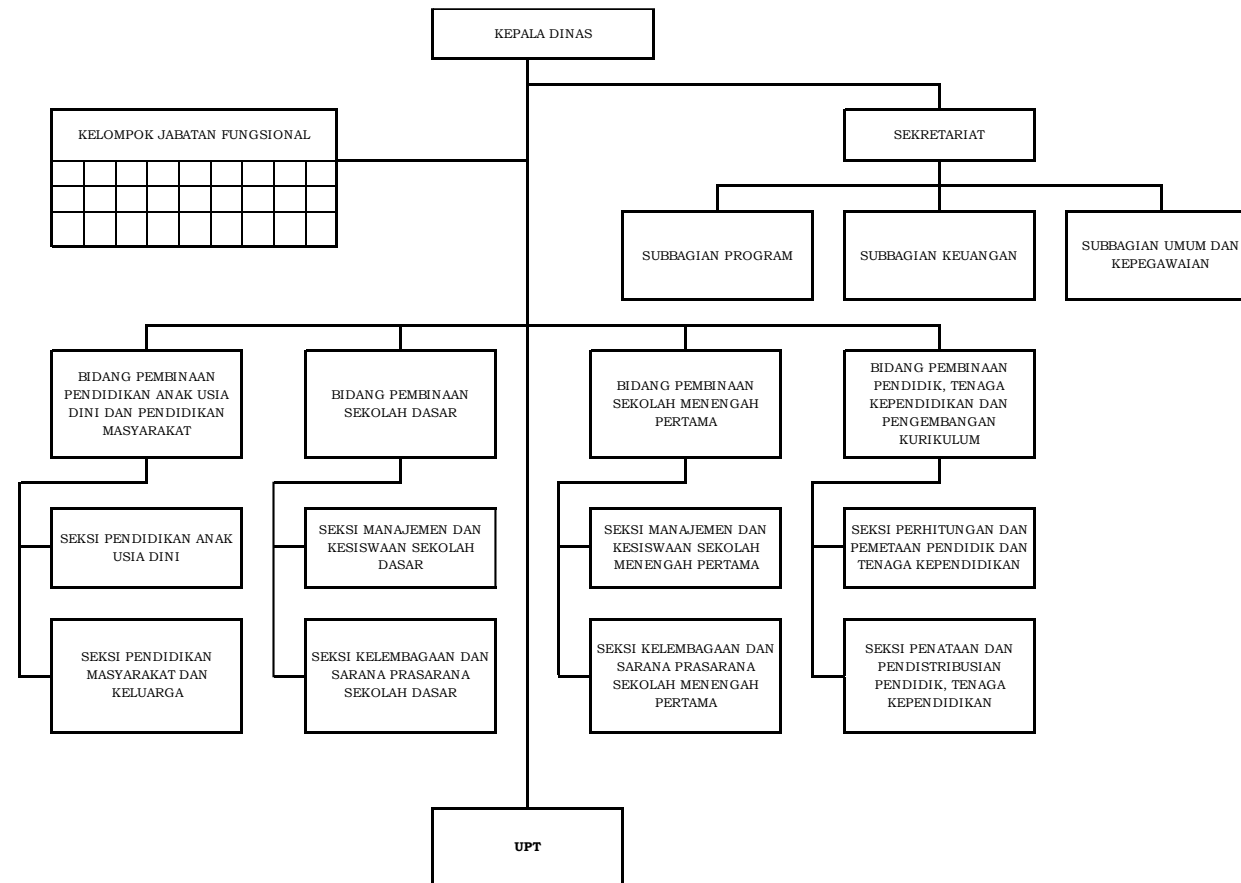 KEPALA DINAS
KELOMPOK JABATAN FUNGSIONAL
SEKRETARIAT
SUBBAGIAN PROGRAM
SUBBAGIAN KEUANGAN
SUBBAGIAN UMUM DAN
KEPEGAWAIAN
BIDANG PEMBINAAN
PENDIDIKAN ANAK USIA
DINI DAN PENDIDIKAN
MASYARAKAT
BIDANG PEMBINAAN
SEKOLAH DASAR
BIDANG PEMBINAAN
SEKOLAH MENENGAH
PERTAMA
BIDANG PEMBINAAN
PENDIDIK, TENAGA
KEPENDIDIKAN DAN
PENGEMBANGAN
KURIKULUM
SEKSI PENDIDIKAN ANAK
USIA DINI
SEKSI MANAJEMEN DAN
KESISWAAN SEKOLAH
DASAR
SEKSI MANAJEMEN DAN
KESISWAAN SEKOLAH
MENENGAH PERTAMA
SEKSI PERHITUNGAN DAN
PEMETAAN PENDIDIK DAN
TENAGA KEPENDIDIKAN
SEKSI PENDIDIKAN
MASYARAKAT DAN
KELUARGA
SEKSI KELEMBAGAAN DAN
SARANA PRASARANA
SEKOLAH DASAR
SEKSI KELEMBAGAAN DAN
SARANA PRASARANA
SEKOLAH MENENGAH
PERTAMA
SEKSI PENATAAN DAN
PENDISTRIBUSIAN
PENDIDIK, TENAGA
KEPENDIDIKAN
UPT